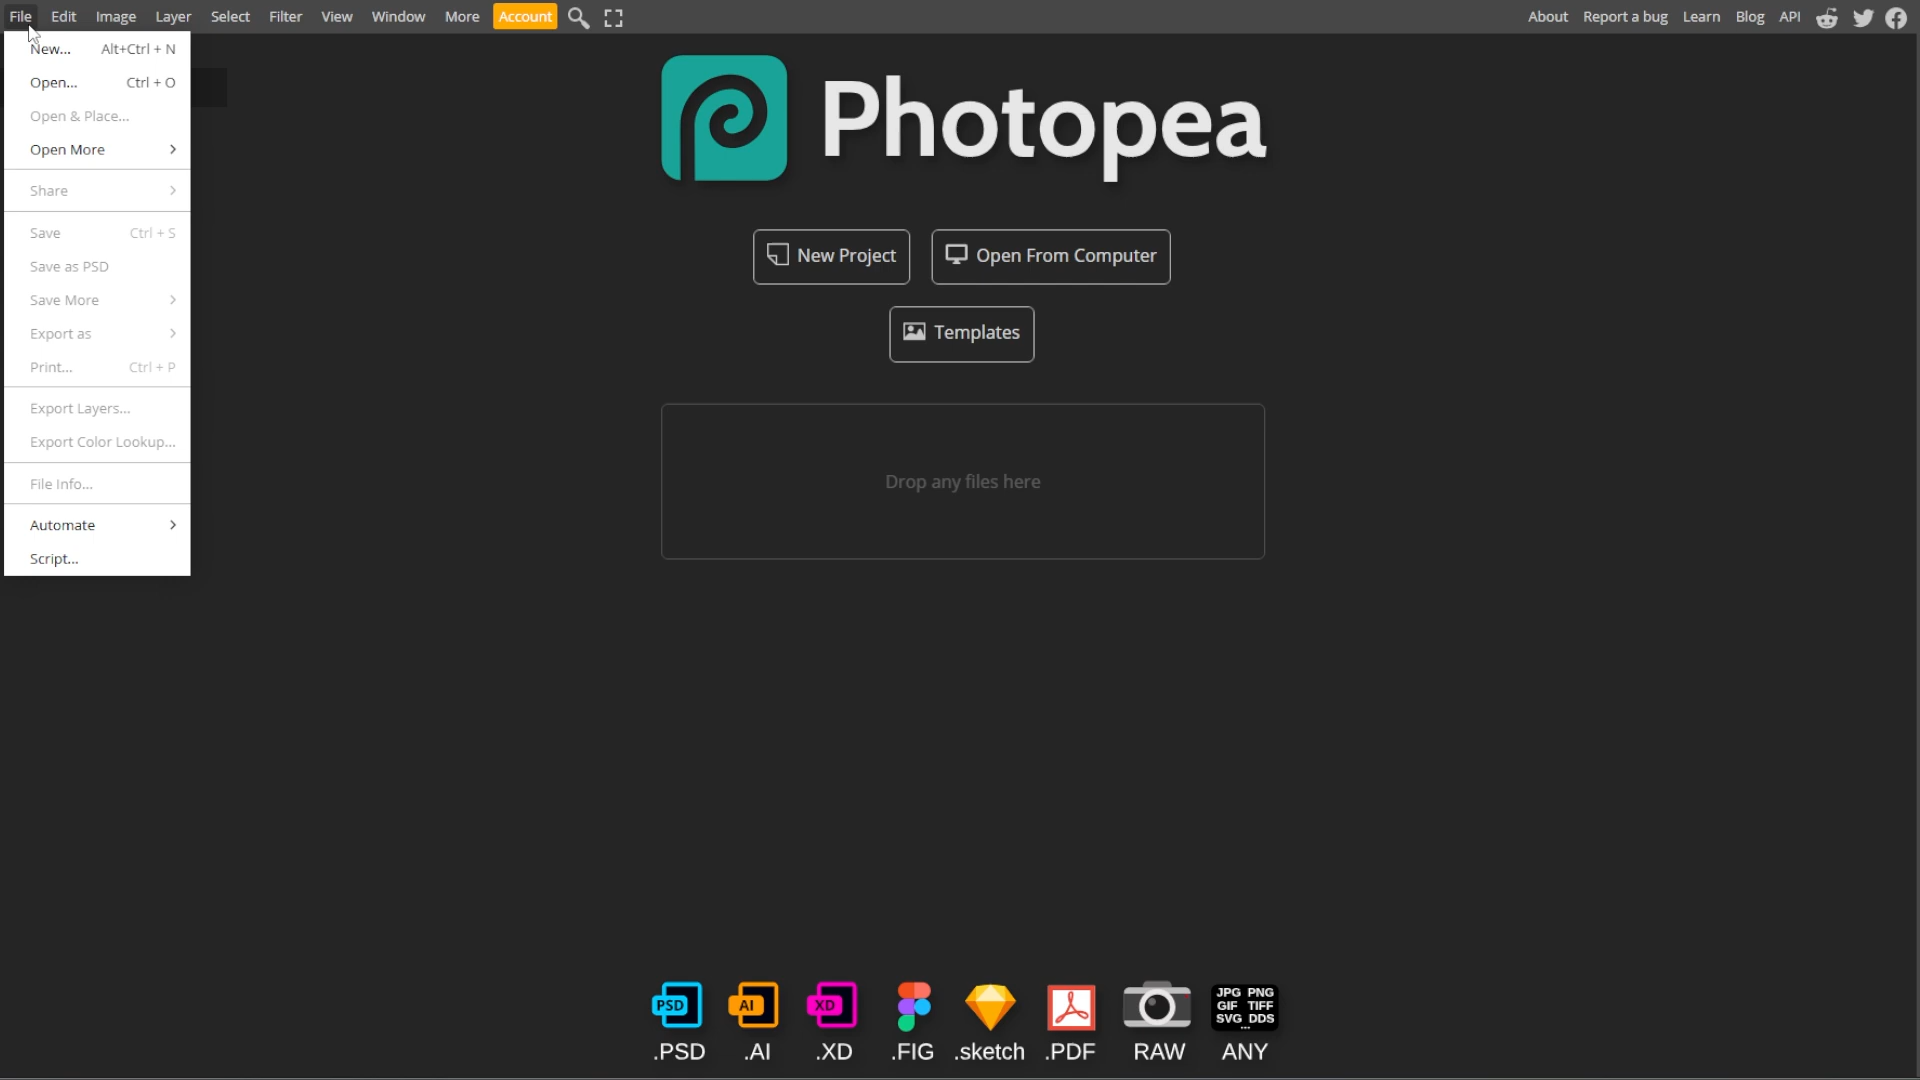 File Edit Image Layer Select Filter View Window More Account About Report a bug Learn Blog API
New... Alt+Ctrl + N
Open... Ctrl + O
Open & Place...
Open More >
Share >
Save Ctrl + S
Save as PSD
Save More >
Export as >
Print... Ctrl + P
Export Layers...
Export Color Lookup...
File Info...
Automate >
Script...
Photopea
New Project Open From Computer
Templates
Drop any files here
PSD AI XD JPG PNG
GIF TIFF
SVG DDS
...
.PSD .AI .XD .FIG .sketch .PDF RAW ANY